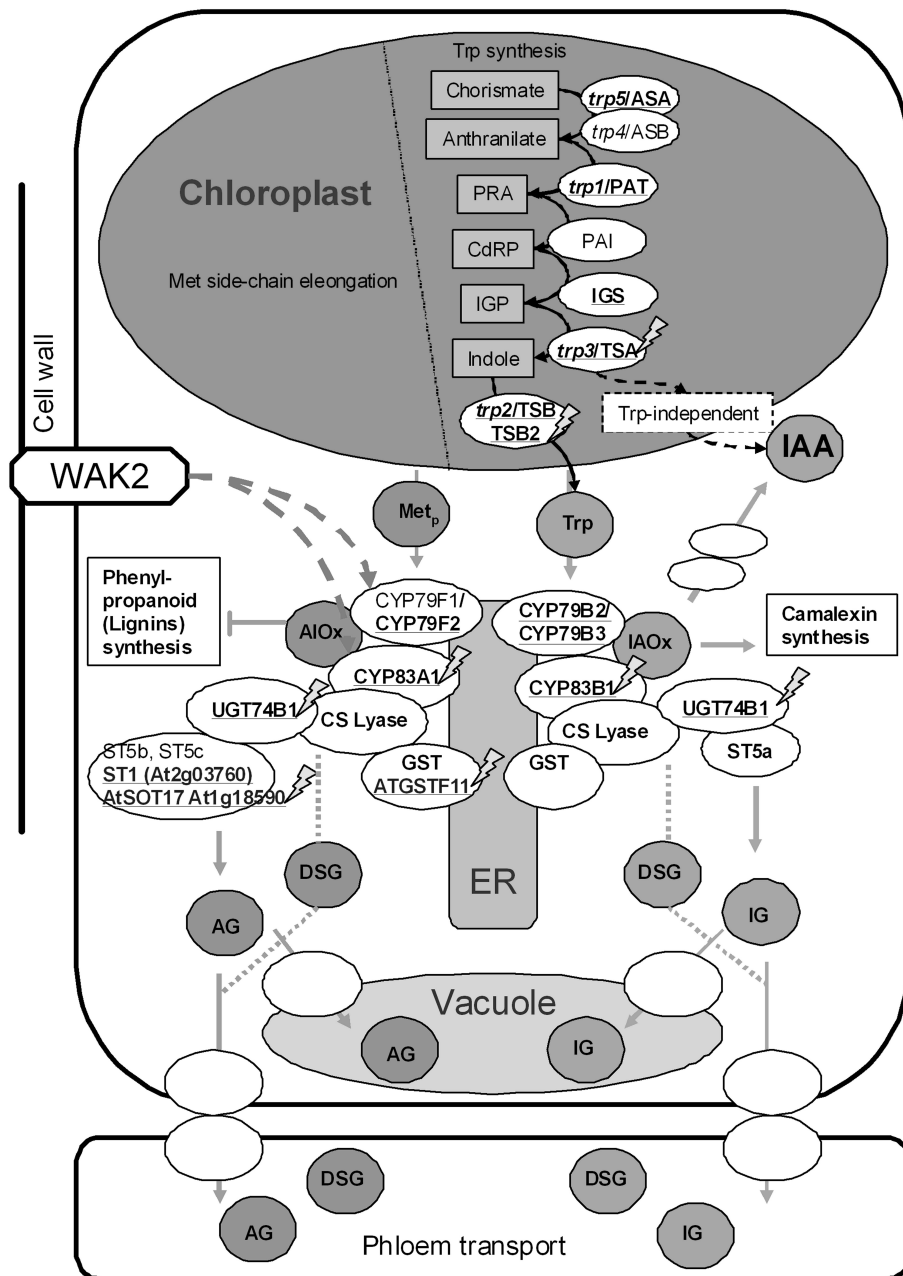 Trp synthesis
Chorismate
trp5/ASA
trp4/ASB
Anthranilate
trp1/PAT
PRA
Chloroplast
PAI
CdRP
Met side-chain eleongation
IGS
IGP
trp3/TSA
Indole
Cell wall
trp2/TSB
TSB2
Trp-independent
IAA
WAK2
Metp
Trp
Phenyl-
propanoid
(Lignins)
synthesis
AlOx
CYP79F1/
CYP79F2
CYP79B2/
CYP79B3
IAOx
Camalexin
synthesis
CYP83A1
CYP83B1
UGT74B1
CS Lyase
CS Lyase
UGT74B1
ST5b, ST5c
ST1 (At2g03760)
AtSOT17 At1g18590
GST
ATGSTF11
GST
ST5a
DSG
ER
DSG
AG
IG
Vacuole
AG
IG
DSG
DSG
AG
IG
Phloem transport